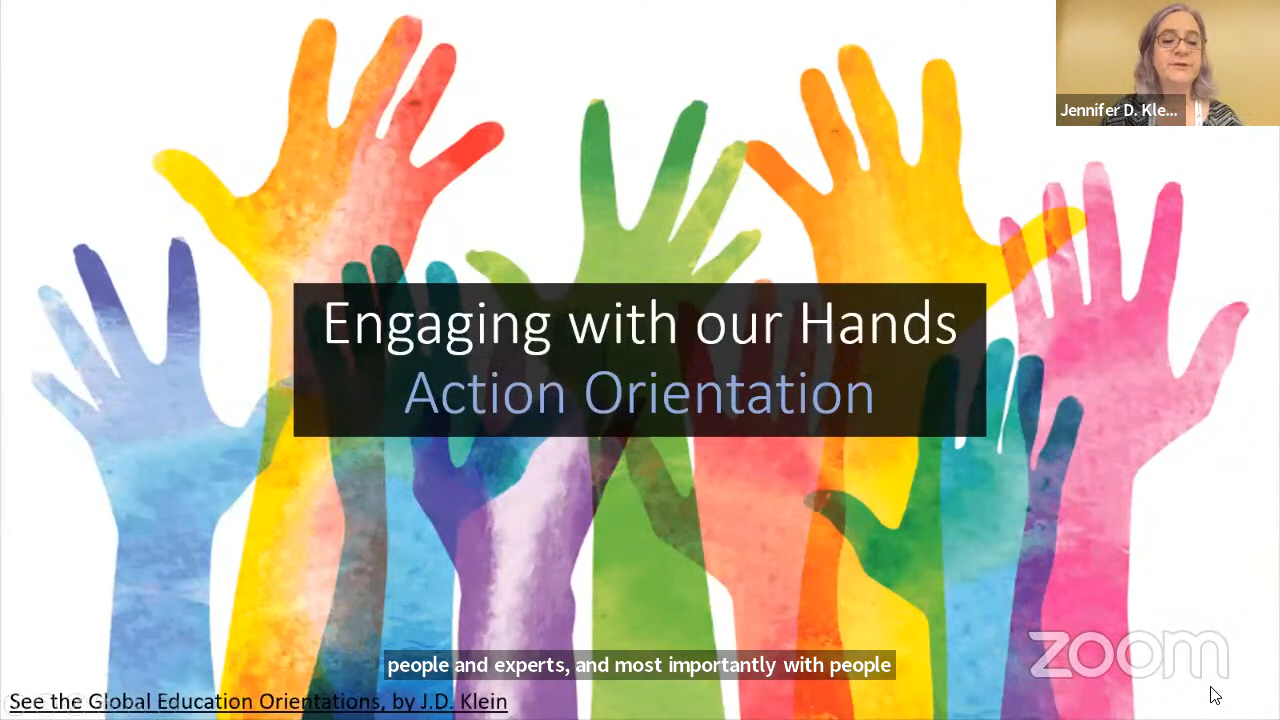 Jennifer D. Kle...
Engaging with our Hands
Action Orientation
people and experts, and most importantly with people
zoom
See the Global Education Orientations, by J.D. Klein